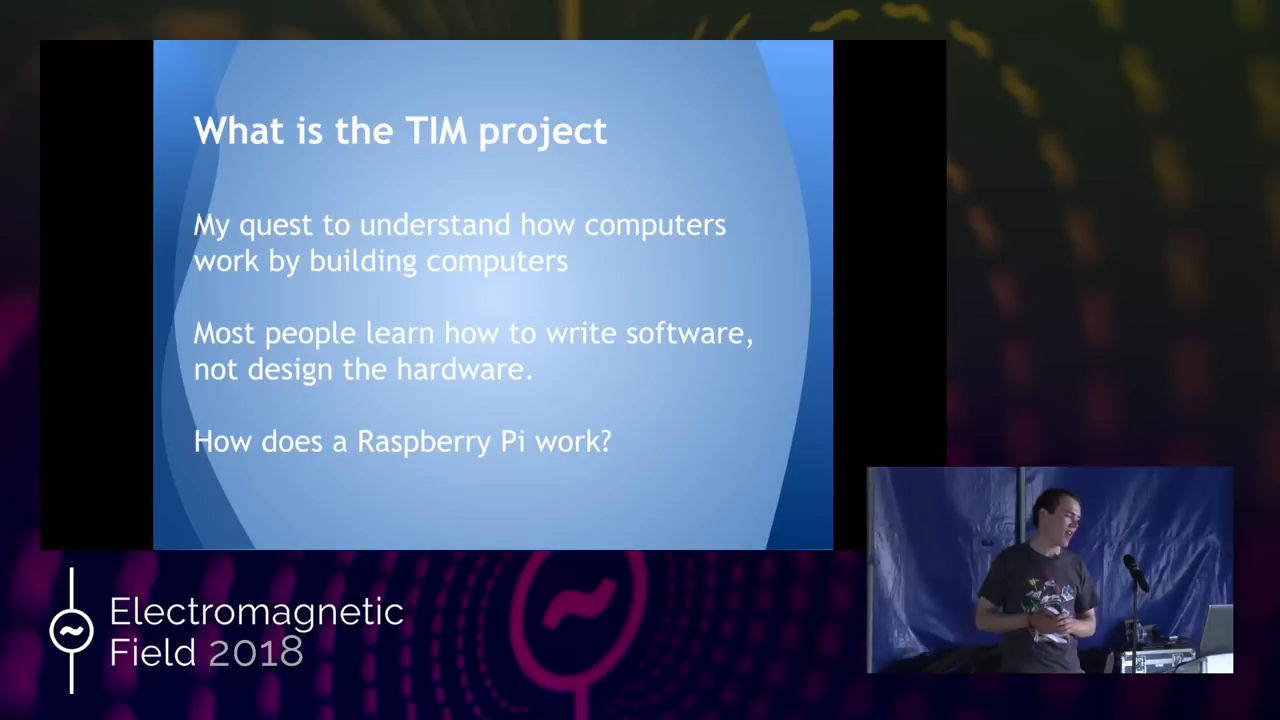 What is the TIM project
My quest to understand how computers
work by building computers
Most people learn how to write software,
not design the hardware.
How does a Raspberry Pi work?
Electromagnetic
Field 2018